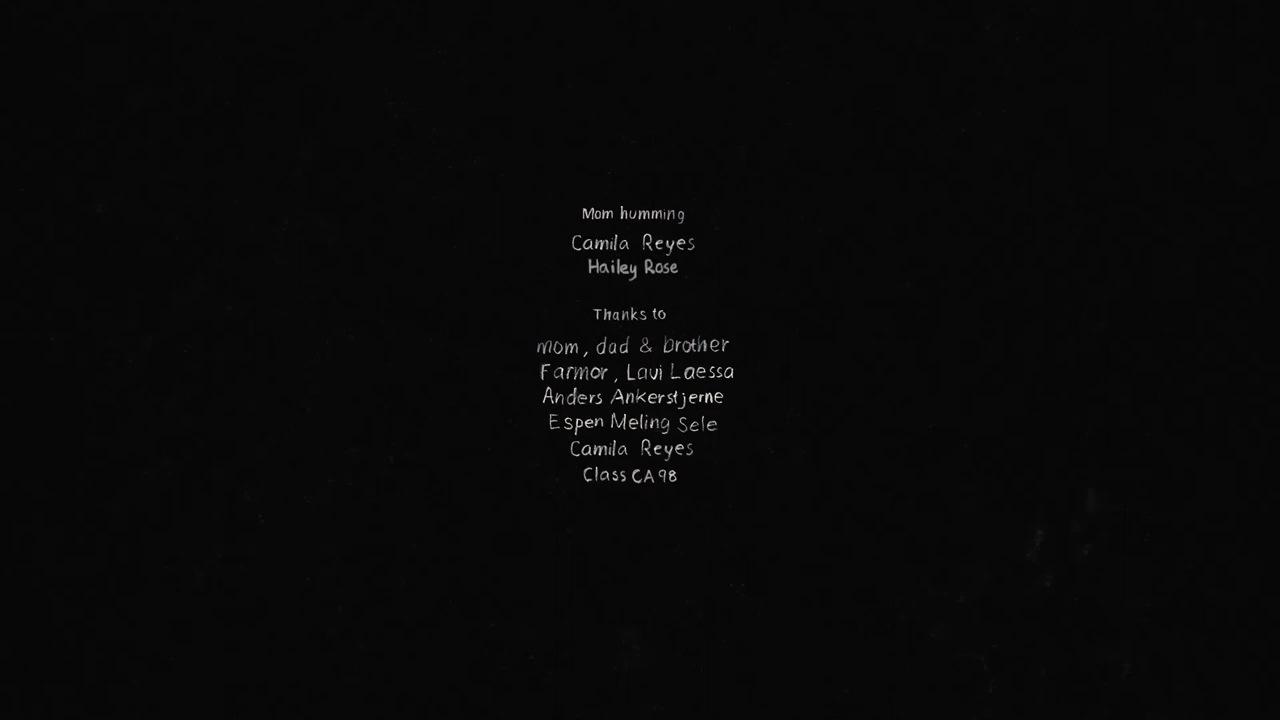 Mom humming
Camila Reyes
Hailey Rose
Thanks to
mom, dad & brother
Farmor, Lavi Laessa
Anders Ankerstjerne
Espen Meling Sele
Camila Reyes
Class CA98